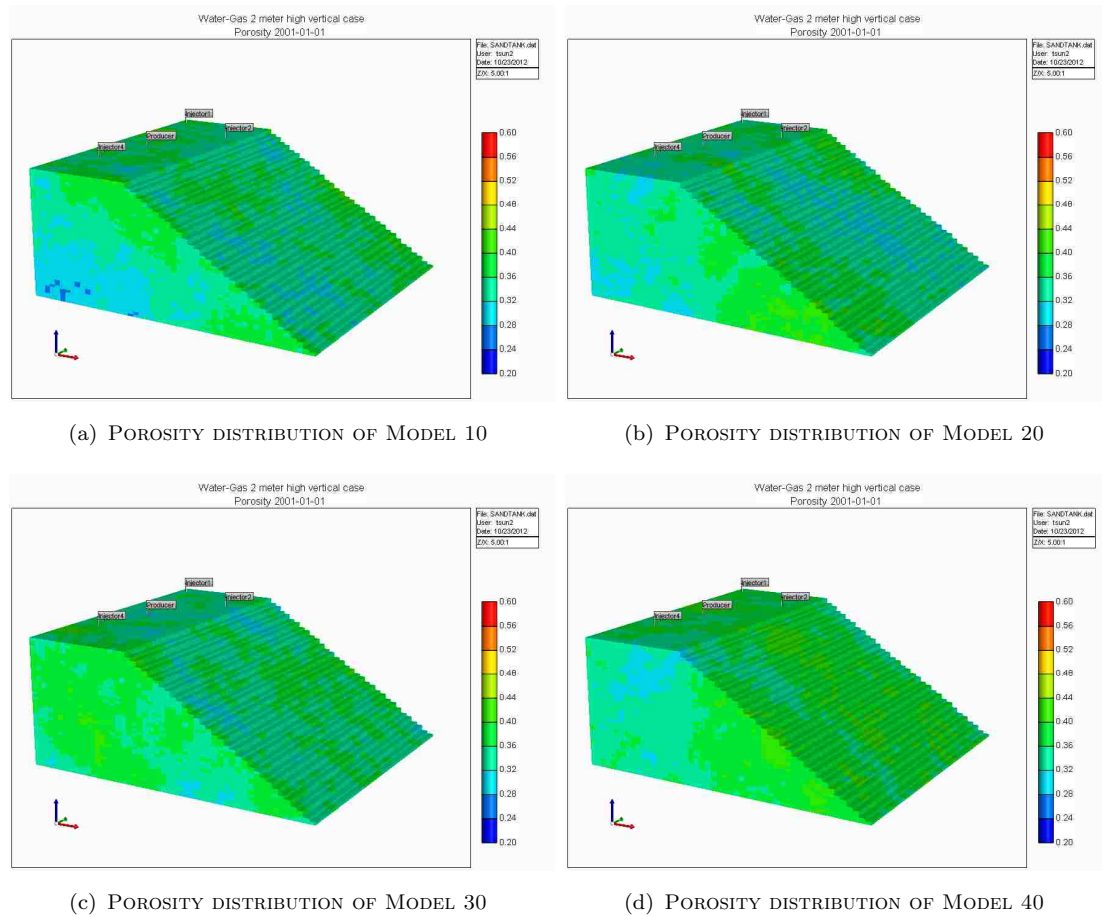 Water-Gas 2 meter high vertical case
Porosity 2001-01-01
File: SANDTANK.dat
User: tsun2
Date: 10/23/2012
Z/X: 5.00:1
Injector1
Producer
Injector2
Injector4
0.60
0.56
0.52
0.48
0.44
0.40
0.36
0.32
0.28
0.24
0.20
(a) Porosity distribution of Model 10
Water-Gas 2 meter high vertical case
Porosity 2001-01-01
File: SANDTANK.dat
User: tsun2
Date: 10/23/2012
Z/X: 5.00:1
Injector1
Producer
Injector2
Injector4
0.60
0.56
0.52
0.48
0.44
0.40
0.36
0.32
0.28
0.24
0.20
(b) Porosity distribution of Model 20
Water-Gas 2 meter high vertical case
Porosity 2001-01-01
File: SANDTANK.dat
User: tsun2
Date: 10/23/2012
Z/X: 5.00:1
Injector1
Producer
Injector2
Injector4
0.60
0.56
0.52
0.48
0.44
0.40
0.36
0.32
0.28
0.24
0.20
(c) Porosity distribution of Model 30
Water-Gas 2 meter high vertical case
Porosity 2001-01-01
File: SANDTANK.dat
User: tsun2
Date: 10/23/2012
Z/X: 5.00:1
Injector1
Producer
Injector2
Injector4
0.60
0.56
0.52
0.48
0.44
0.40
0.36
0.32
0.28
0.24
0.20
(d) Porosity distribution of Model 40